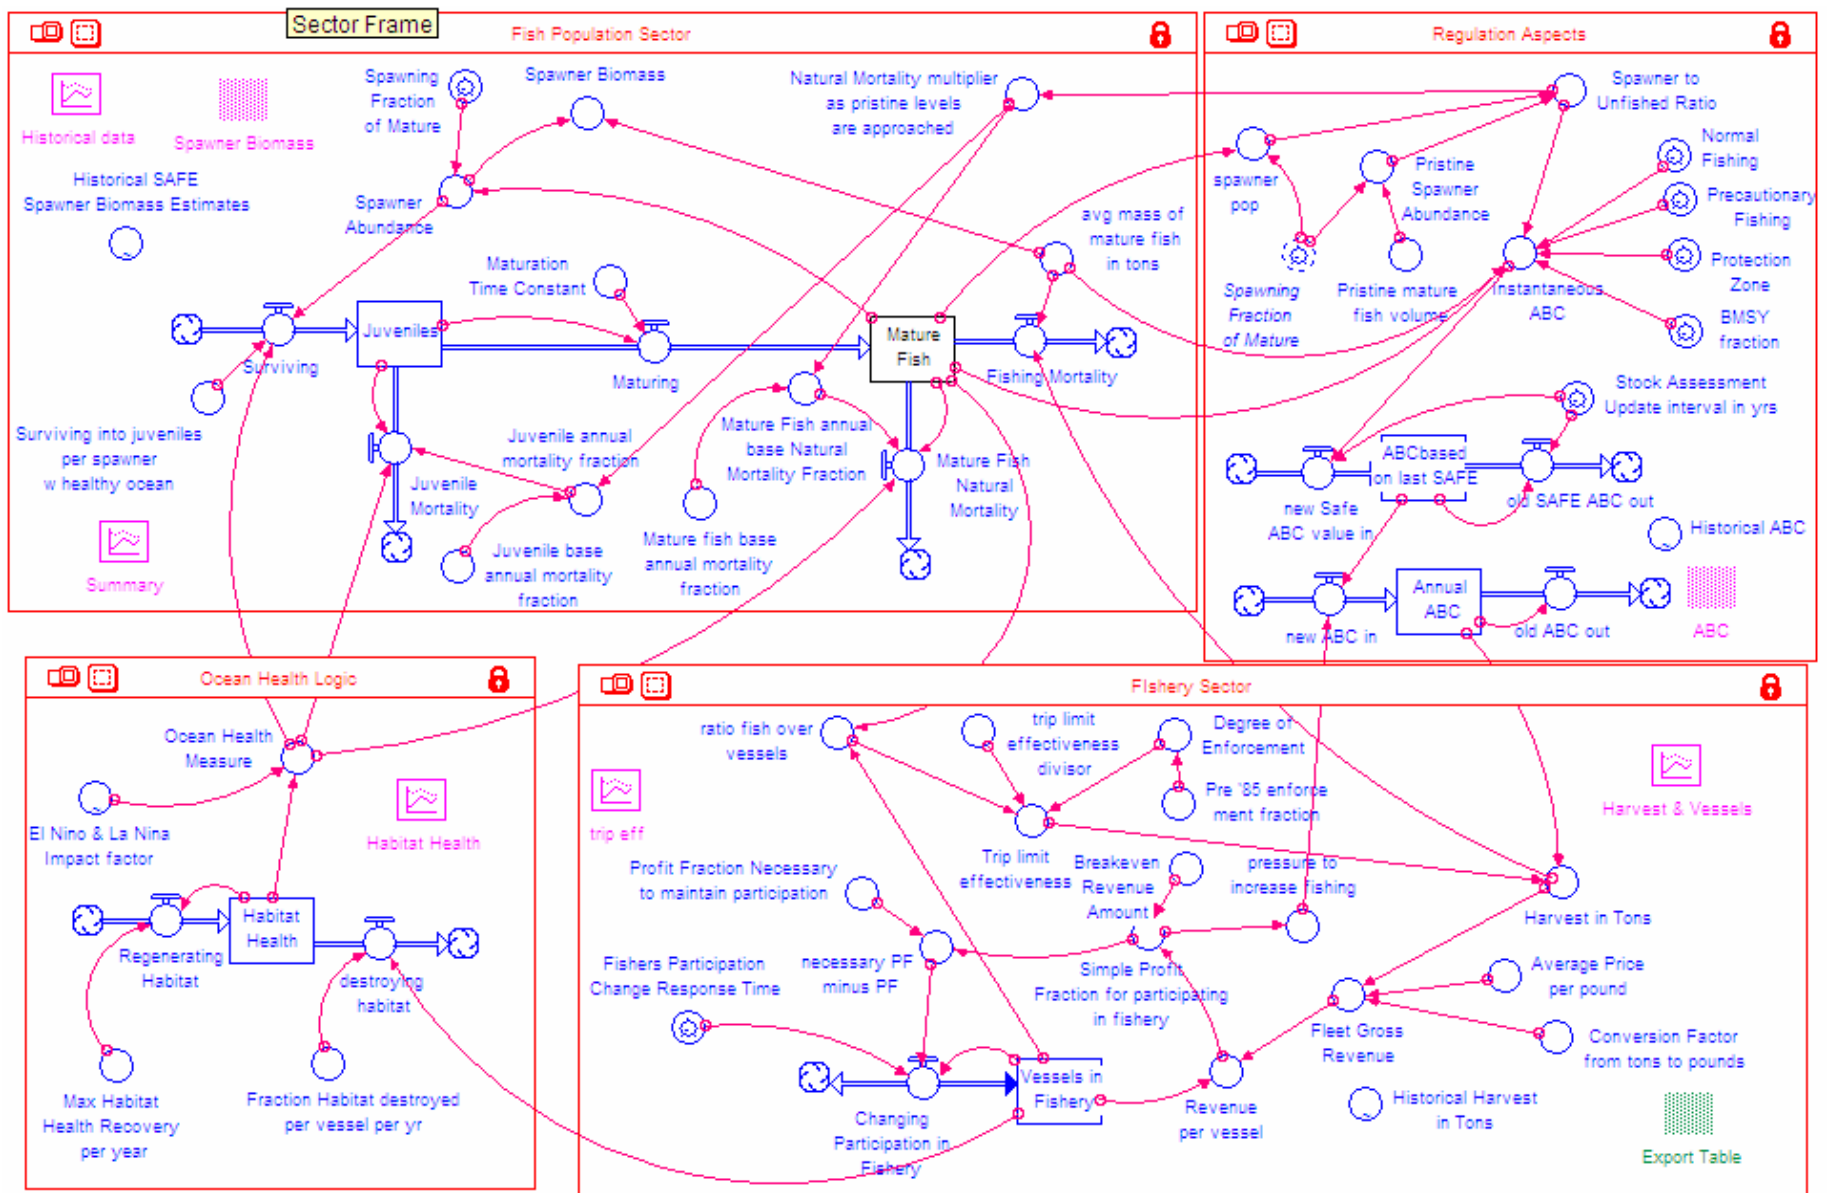 Sector Frame
Fish Population Sector
Historical data
Spawner Biomass
Spawning
Fraction
of Mature
Spawner Biomass
Natural Mortality multiplier
as pristine levels
are approached
Historical SAFE
Spawner Biomass Estimates
Spawner
Abundance
avg mass of
mature fish
in tons
Maturation
Time Constant
Juveniles
Mature
Fish
Surviving
Maturing
Fishing Mortality
Surviving into juveniles
per spawner
w healthy ocean
Juvenile annual
mortality fraction
Mature Fish annual
base Natural
Mortality Fraction
Mature Fish
Natural
Mortality
Juvenile
Mortality
Juvenile base
annual mortality
fraction
Mature fish base
annual mortality
fraction
Summary
Regulation Aspects
Spawner to
Unfished Ratio
Normal
Fishing
spawner
pop
Pristine
Spawner
Abundance
Precautionary
Fishing
Protection
Zone
Spawning
Fraction
of Mature
Pristine mature
fish volume
Instantaneous
ABC
BMSY
fraction
Stook Assessment
Update interval in yrs
ABCbased
on last SAFE
new Safe
ABC value in
old SAFE ABC out
Historical ABC
Annual
ABC
new ABC in
old ABC out
ABC
Ocean Health Logic
Ocean Health
Measure
El Nino & La Nina
Impact factor
Habitat Health
Habitat
Health
Regenerating
Habitat
destroying
habitat
Max Habitat
Health Recovery
per year
Fraction Habitat destroyed
per vessel per yr
FIshery Sector
ratio fish over
vessels
trip limit
effectiveness
divisor
Degree of
Enforcement
Pre '85 enforce
ment fraction
Harvest & Vessels
trip eff
Profit Fraction Necessary
to maintain participation
Trip limit
effectiveness
Breakeven
Revenue
Amount
pressure to
increase fishing
Harvest in Tons
Fishers Participation
Change Response Time
necessary PF
minus PF
Simple Profit
Fraction for participating
in fishery
Average Price
per pound
Fleet Gross
Revenue
Conversion Factor
from tons to pounds
Vessels in
Fishery
Changing
Participation in
Fishery
Revenue
per vessel
Historical Harvest
in Tons
Export Table